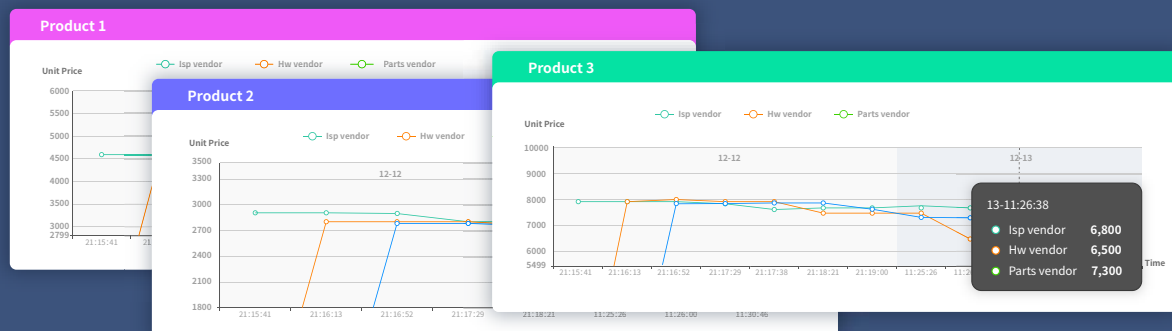 Product 1
Isp vendor Hw vendor Parts vendor
Unit Price
6000
5500
5000
4500
4000
3500
3000
2799
21:15:41
Product 2
Isp vendor Hw vendor
Unit Price
3500
3300
3000
2700
2400
2100
1800
12-12
21:15:41 21:16:13 21:16:52 21:17:29 21:18:21 11:25:26 11:26:00 11:30:46
Product 3
Isp vendor Hw vendor Parts vendor
Unit Price
10000
9000
8000
7000
6000
5499
12-12 12-13
21:15:41 21:16:13 21:16:52 21:17:29 21:17:38 21:18:21 21:19:00 11:25:26
Time
13-11:26:38
Isp vendor 6,800
Hw vendor 6,500
Parts vendor 7,300